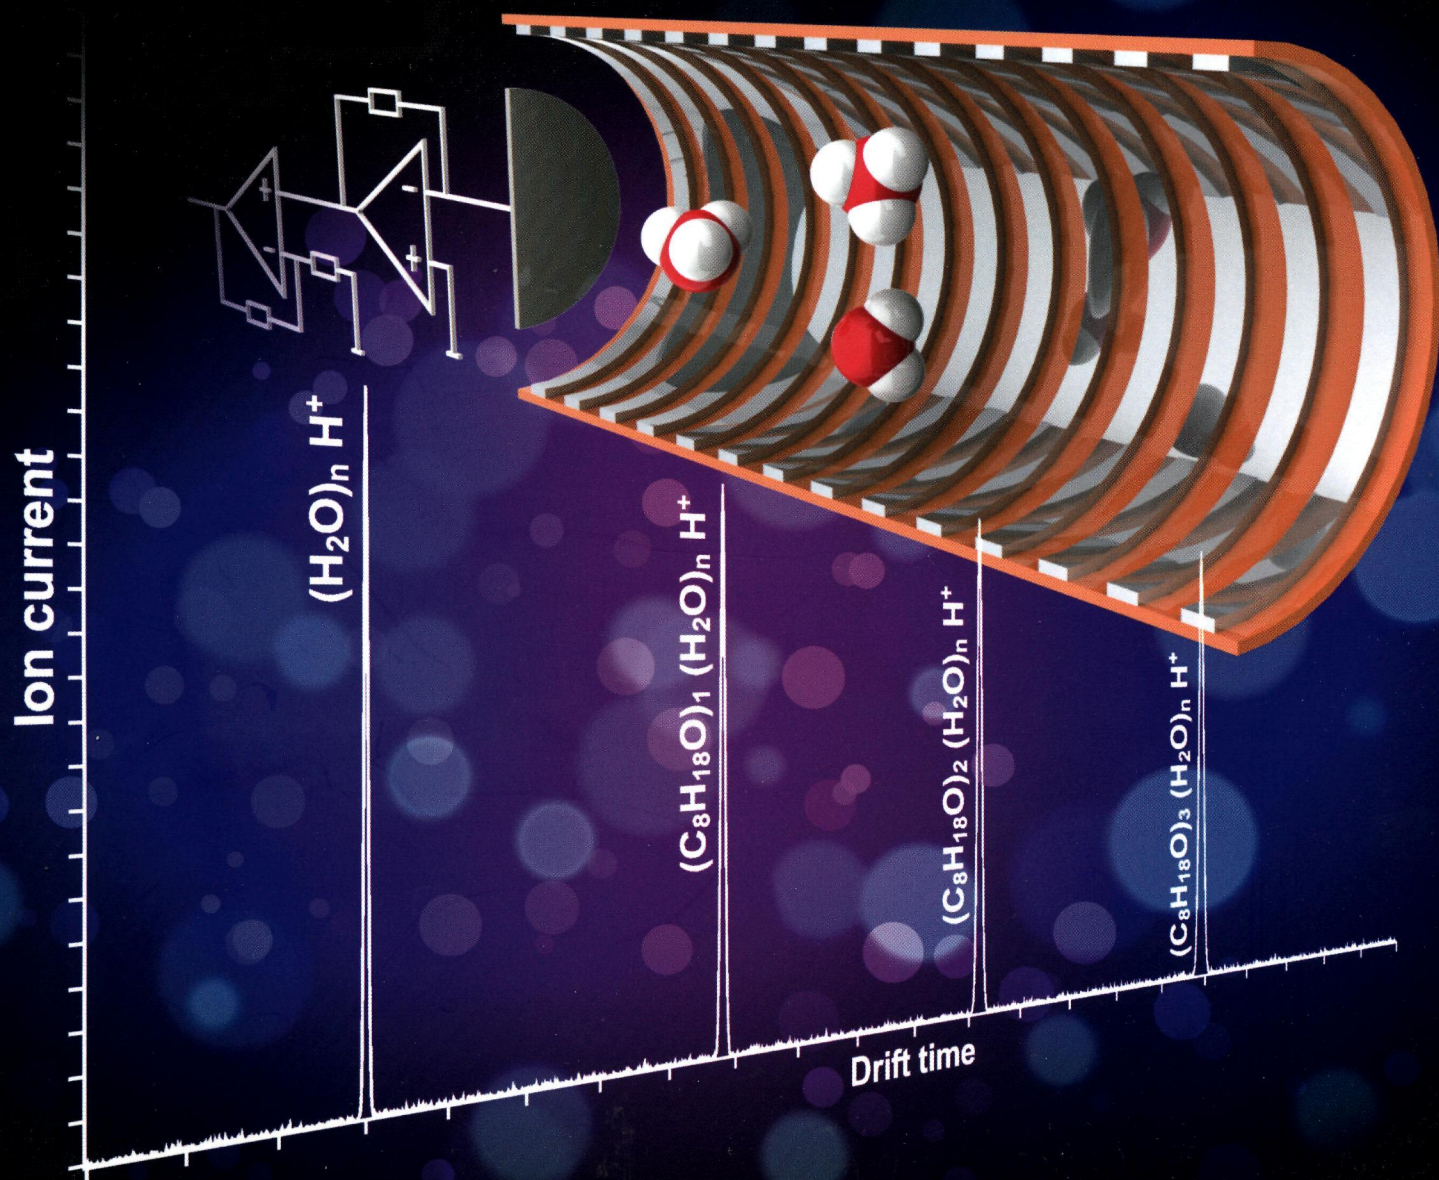 Ion current
(H₂O)ₙ H⁺
(C₈H₁₈O)₁ (H₂O)ₙ H⁺
(C₈H₁₈O)₂ (H₂O)ₙ H⁺
(C₈H₁₈O)₃ (H₂O)ₙ H⁺
Drift time